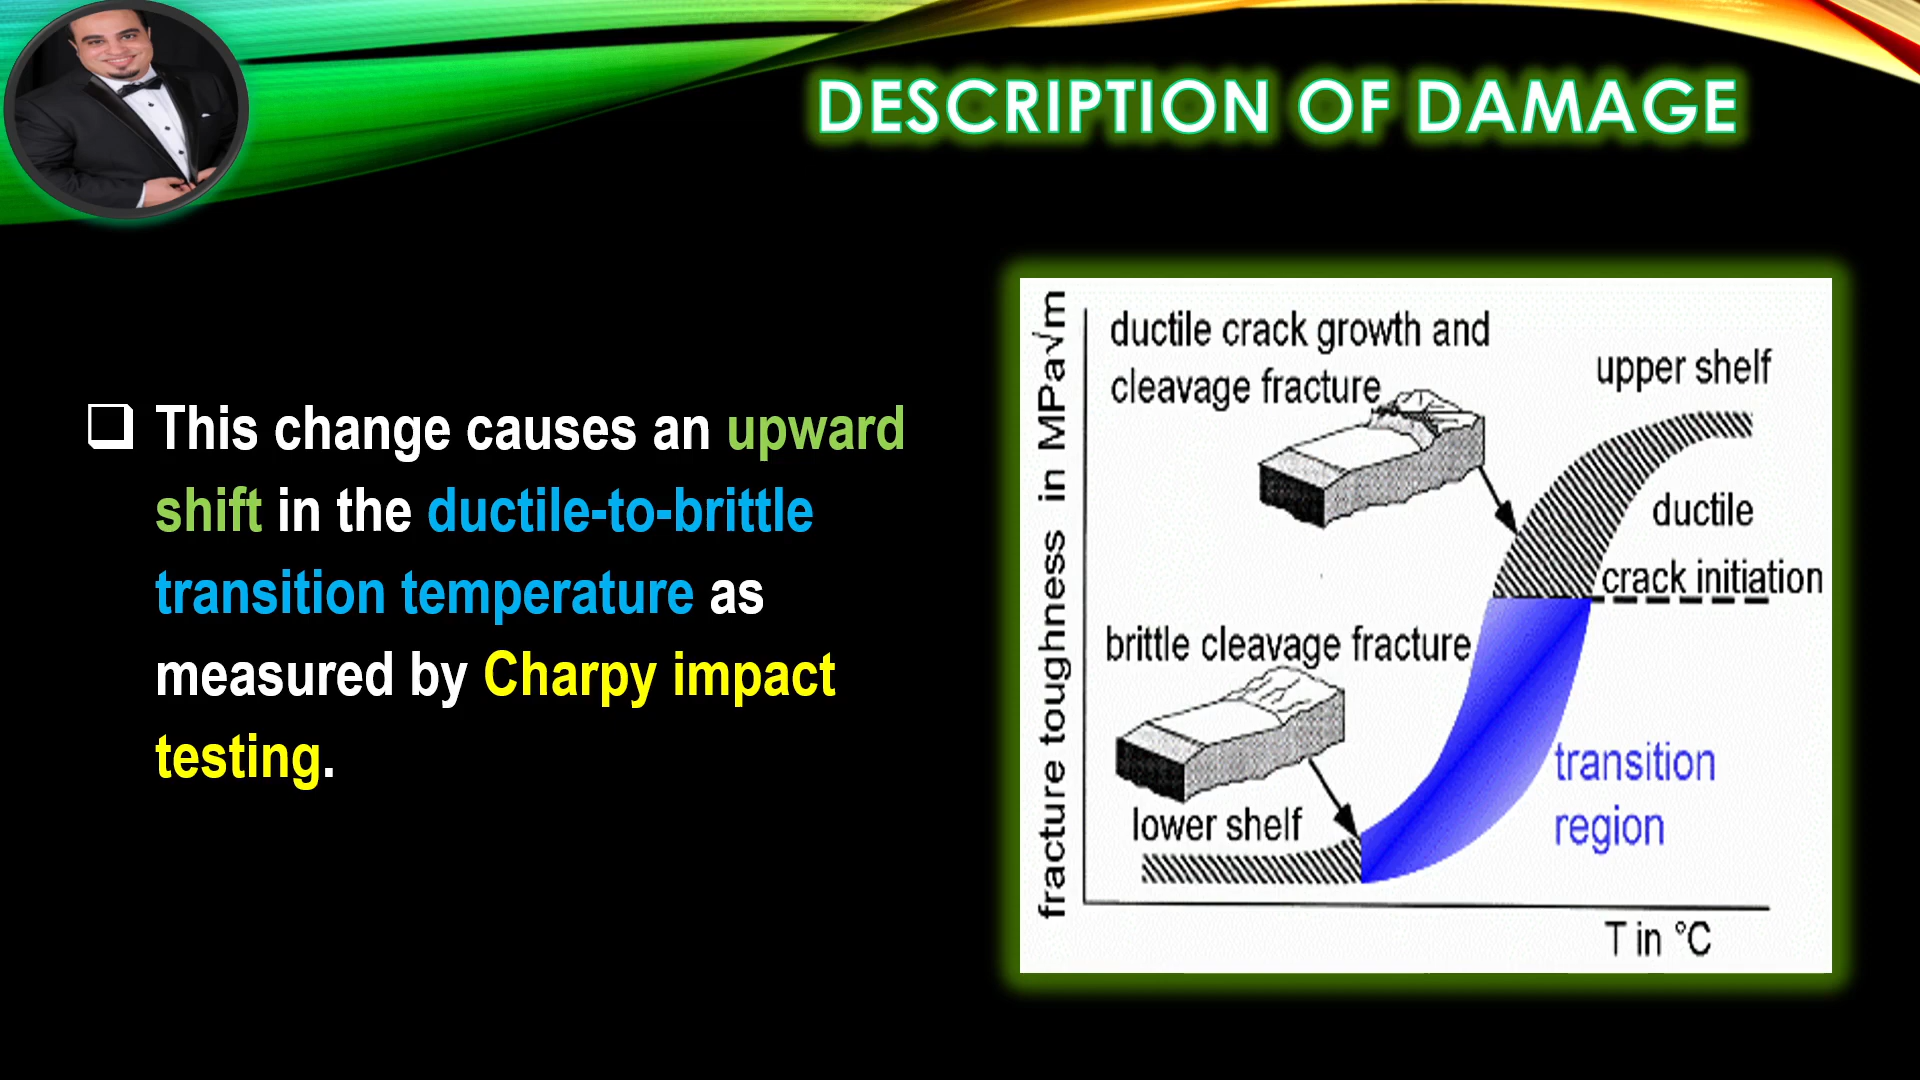 DESCRIPTION OF DAMAGE
This change causes an upward
shift in the ductile-to-brittle
transition temperature as
measured by Charpy impact
testing.
fracture toughness in MPa√m
ductile crack growth and
cleavage fracture
upper shelf
ductile
crack initiation
brittle cleavage fracture
transition
region
lower shelf
T in °C